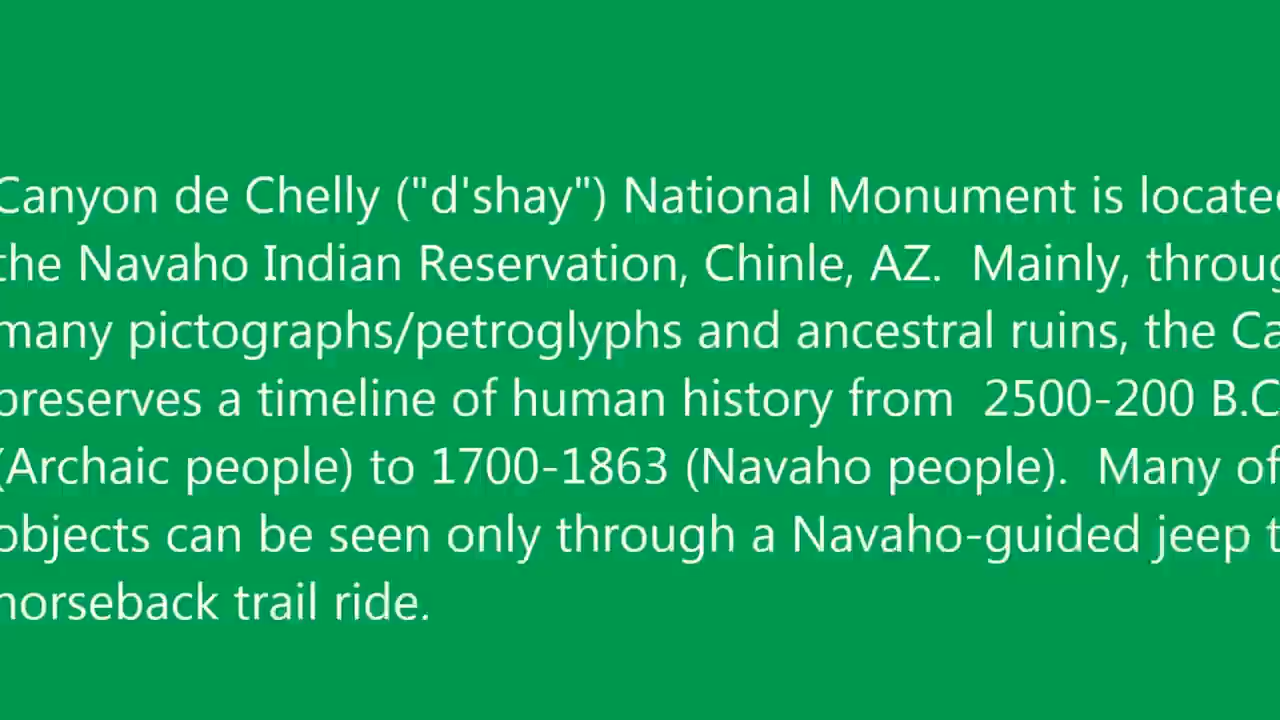 Canyon de Chelly ("d'shay") National Monument is located
the Navaho Indian Reservation, Chinle, AZ.  Mainly, throug
many pictographs/petroglyphs and ancestral ruins, the Ca
preserves a timeline of human history from  2500-200 B.C
(Archaic people) to 1700-1863 (Navaho people).  Many of
objects can be seen only through a Navaho-guided jeep t
horseback trail ride.